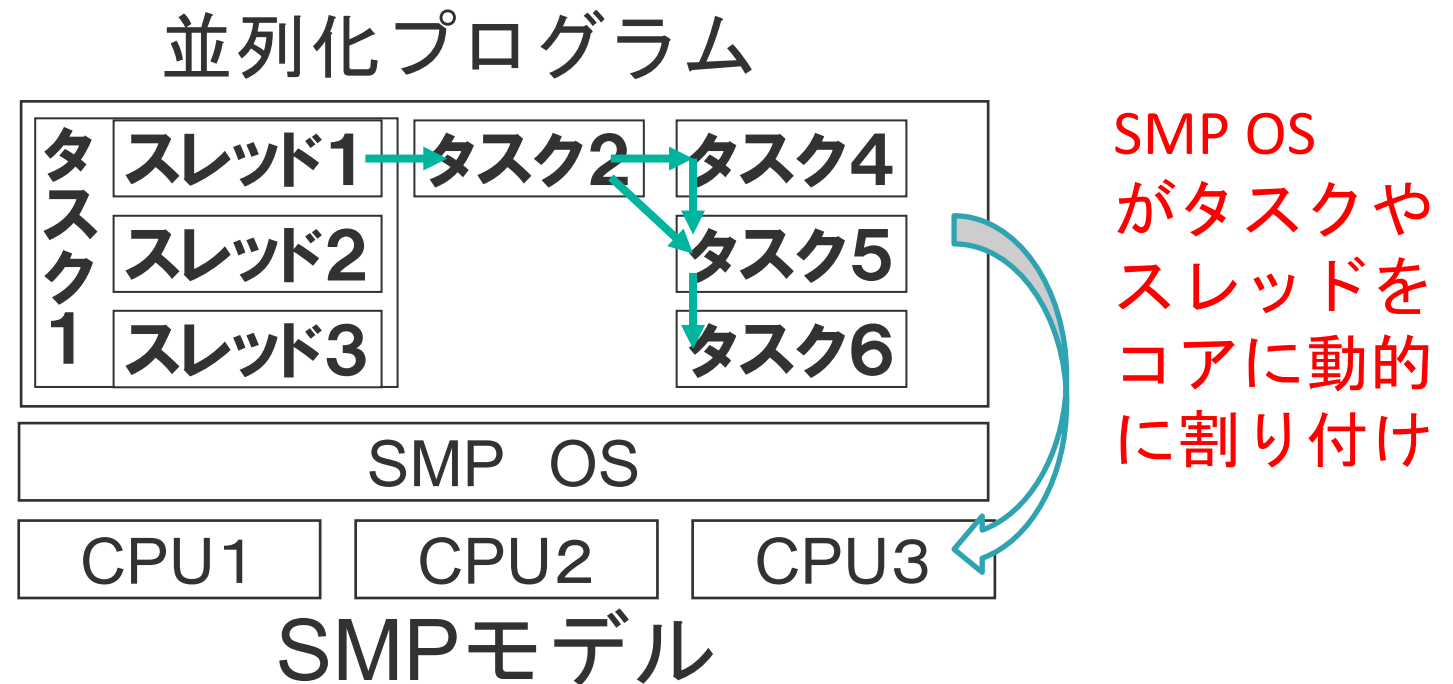 並列化プログラム
タスク1
スレッド1
タスク2
タスク4
スレッド2
タスク5
スレッド3
タスク6
SMP OS
がタスクや
スレッドを
コアに動的
に割り付け
SMP OS
CPU1
CPU2
CPU3
SMPモデル